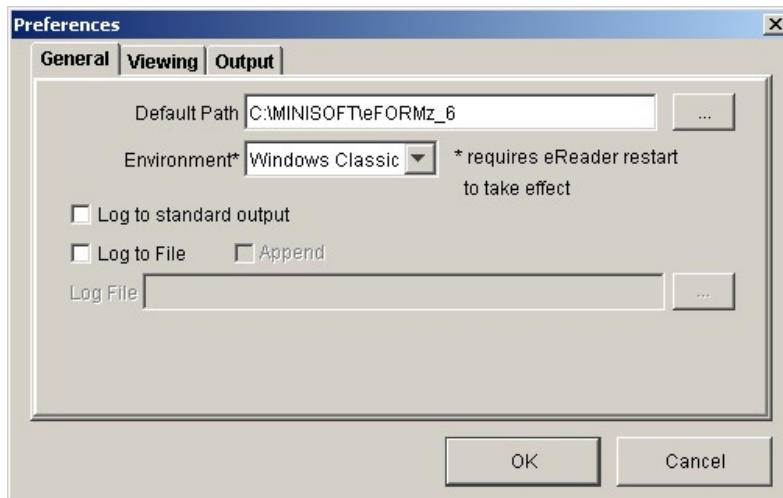 Preferences
General Viewing Output
Default Path C:\MINISOFT\eFORMz_6 ...
Environment* Windows Classic * requires eReader restart
to take effect
Log to standard output
Log to File Append
Log File ...
OK Cancel